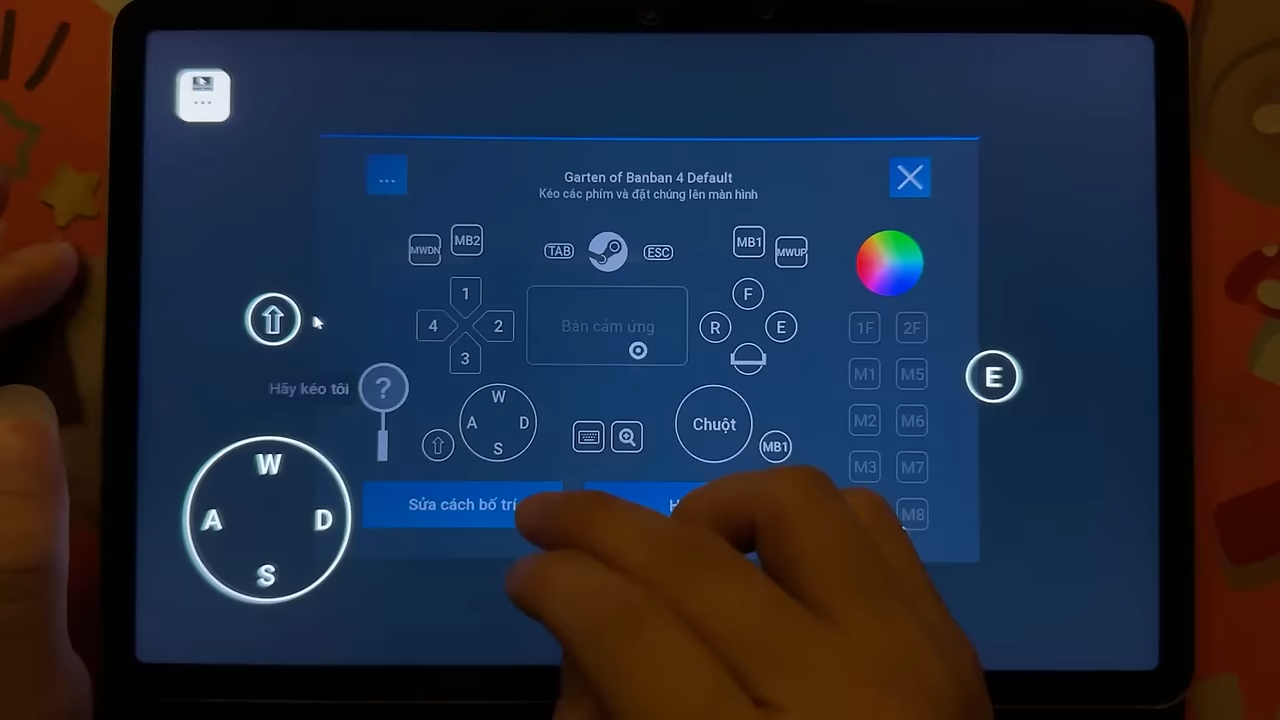 ...
Garten of Banban 4 Default
Kéo các phím và đặt chúng lên màn hình
MWDN
MB2
TAB
ESC
MB1
MWUP
1
4
2
3
Bàn cảm ứng
F
R
E
1F
2F
M1
M5
M2
M6
M3
M7
M8
Hãy kéo tôi
?
W
A
D
S
Chuột
MB1
E
W
A
D
S
Sửa cách bố trí